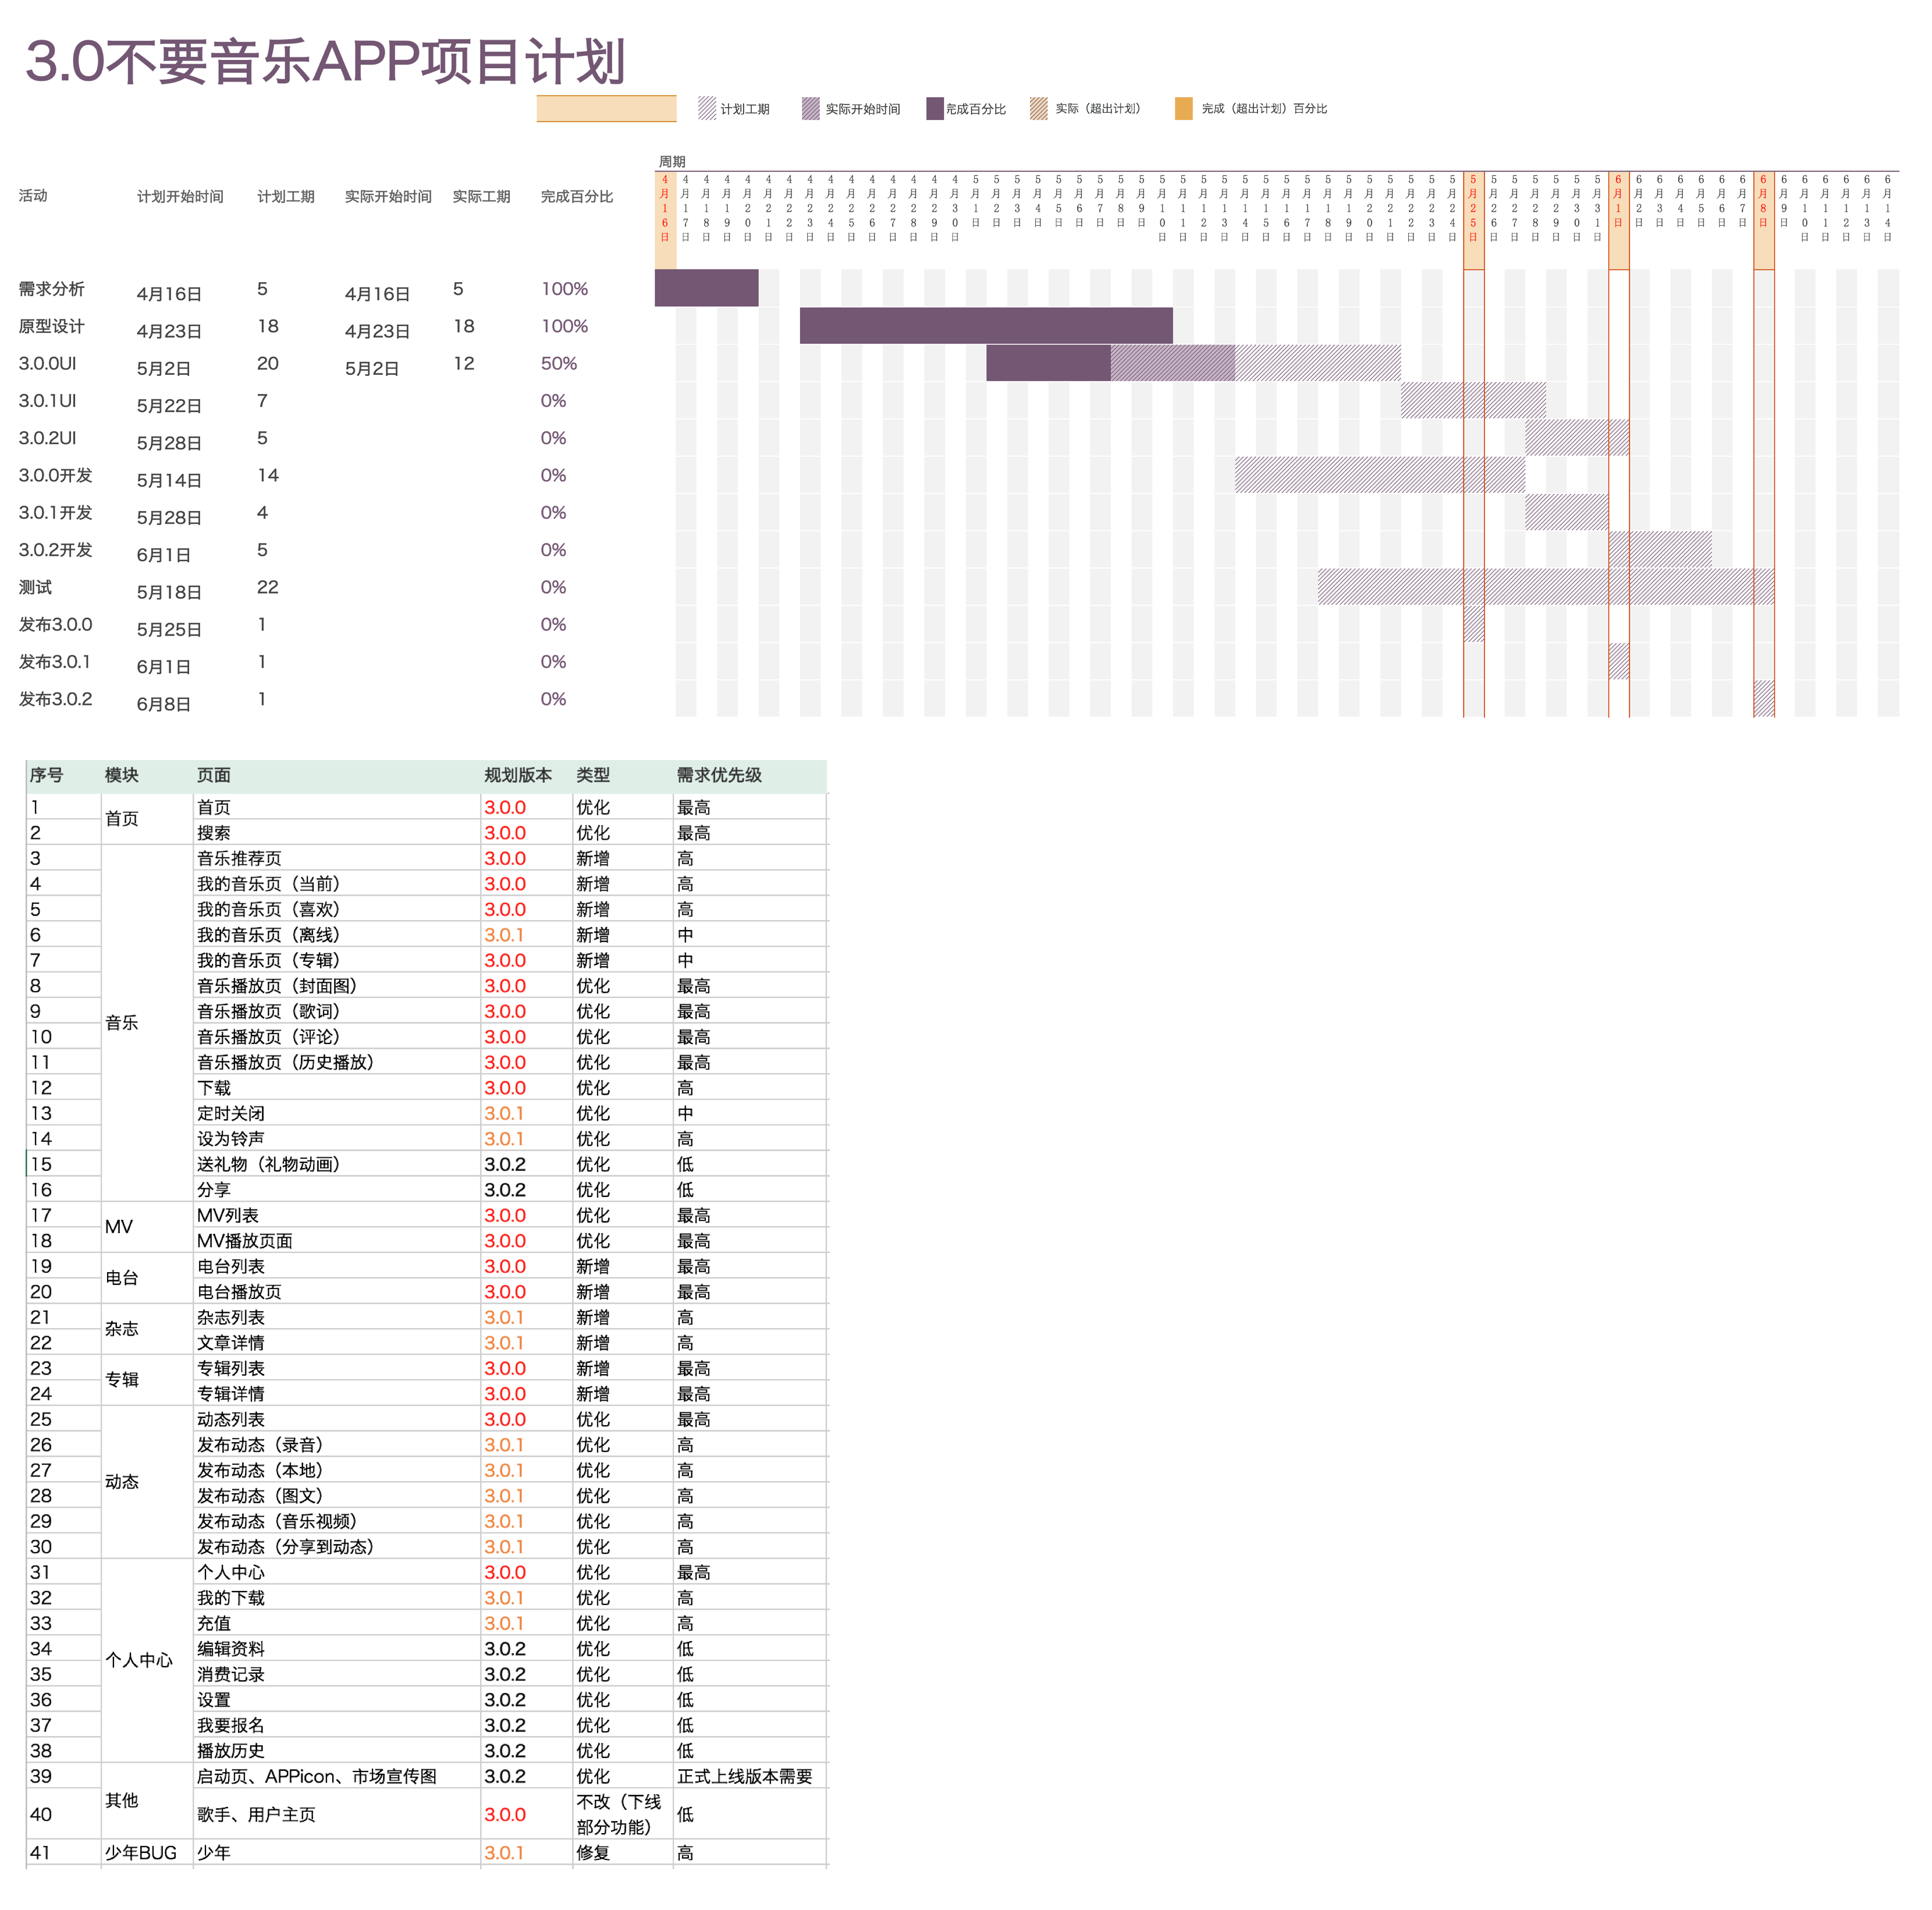 3.0不要音乐APP项目计划
计划工期 实际开始时间 完成百分比 实际（超出计划） 完成（超出计划）百分比
周期
活动 计划开始时间 计划工期 实际开始时间 实际工期 完成百分比 4月16日 4月17日 4月18日 4月19日 4月20日 4月21日 4月22日 4月23日 4月24日 4月25日 4月26日 4月27日 4月28日 4月29日 4月30日 5月1日 5月2日 5月3日 5月4日 5月5日 5月6日 5月7日 5月8日 5月9日 5月10日 5月11日 5月12日 5月13日 5月14日 5月15日 5月16日 5月17日 5月18日 5月19日 5月20日 5月21日 5月22日 5月23日 5月24日 5月25日 5月26日 5月27日 5月28日 5月29日 5月30日 5月31日 6月1日 6月2日 6月3日 6月4日 6月5日 6月6日 6月7日 6月8日 6月9日 6月10日 6月11日 6月12日 6月13日 6月14日
需求分析 4月16日 5 4月16日 5 100%
原型设计 4月23日 18 4月23日 18 100%
3.0.0UI 5月2日 20 5月2日 12 50%
3.0.1UI 5月22日 7 0%
3.0.2UI 5月28日 5 0%
3.0.0开发 5月14日 14 0%
3.0.1开发 5月28日 4 0%
3.0.2开发 6月1日 5 0%
测试 5月18日 22 0%
发布3.0.0 5月25日 1 0%
发布3.0.1 6月1日 1 0%
发布3.0.2 6月8日 1 0%
序号 模块 页面 规划版本 类型 需求优先级
1 首页 首页 3.0.0 优化 最高
2 搜索 3.0.0 优化 最高
3 音乐 音乐推荐页 3.0.0 新增 高
4 我的音乐页（当前） 3.0.0 新增 高
5 我的音乐页（喜欢） 3.0.0 新增 高
6 我的音乐页（离线） 3.0.1 新增 中
7 我的音乐页（专辑） 3.0.0 新增 中
8 音乐播放页（封面图） 3.0.0 优化 最高
9 音乐播放页（歌词） 3.0.0 优化 最高
10 音乐播放页（评论） 3.0.0 优化 最高
11 音乐播放页（历史播放） 3.0.0 优化 最高
12 下载 3.0.0 优化 高
13 定时关闭 3.0.1 优化 中
14 设为铃声 3.0.1 优化 高
15 送礼物（礼物动画） 3.0.2 优化 低
16 分享 3.0.2 优化 低
17 MV MV列表 3.0.0 优化 最高
18 MV播放页面 3.0.0 优化 最高
19 电台 电台列表 3.0.0 新增 最高
20 电台播放页 3.0.0 新增 最高
21 杂志 杂志列表 3.0.1 新增 高
22 文章详情 3.0.1 新增 高
23 专辑 专辑列表 3.0.0 新增 最高
24 专辑详情 3.0.0 新增 最高
25 动态 动态列表 3.0.0 优化 最高
26 发布动态（录音） 3.0.1 优化 高
27 发布动态（本地） 3.0.1 优化 高
28 发布动态（图文） 3.0.1 优化 高
29 发布动态（音乐视频） 3.0.1 优化 高
30 发布动态（分享到动态） 3.0.1 优化 高
31 个人中心 个人中心 3.0.0 优化 最高
32 我的下载 3.0.1 优化 高
33 充值 3.0.1 优化 高
34 编辑资料 3.0.2 优化 低
35 消费记录 3.0.2 优化 低
36 设置 3.0.2 优化 低
37 我要报名 3.0.2 优化 低
38 播放历史 3.0.2 优化 低
39 其他 启动页、APPicon、市场宣传图 3.0.2 优化 正式上线版本需要
40 歌手、用户主页 3.0.0 不改（下线
部分功能） 低
41 少年BUG 少年 3.0.1 修复 高